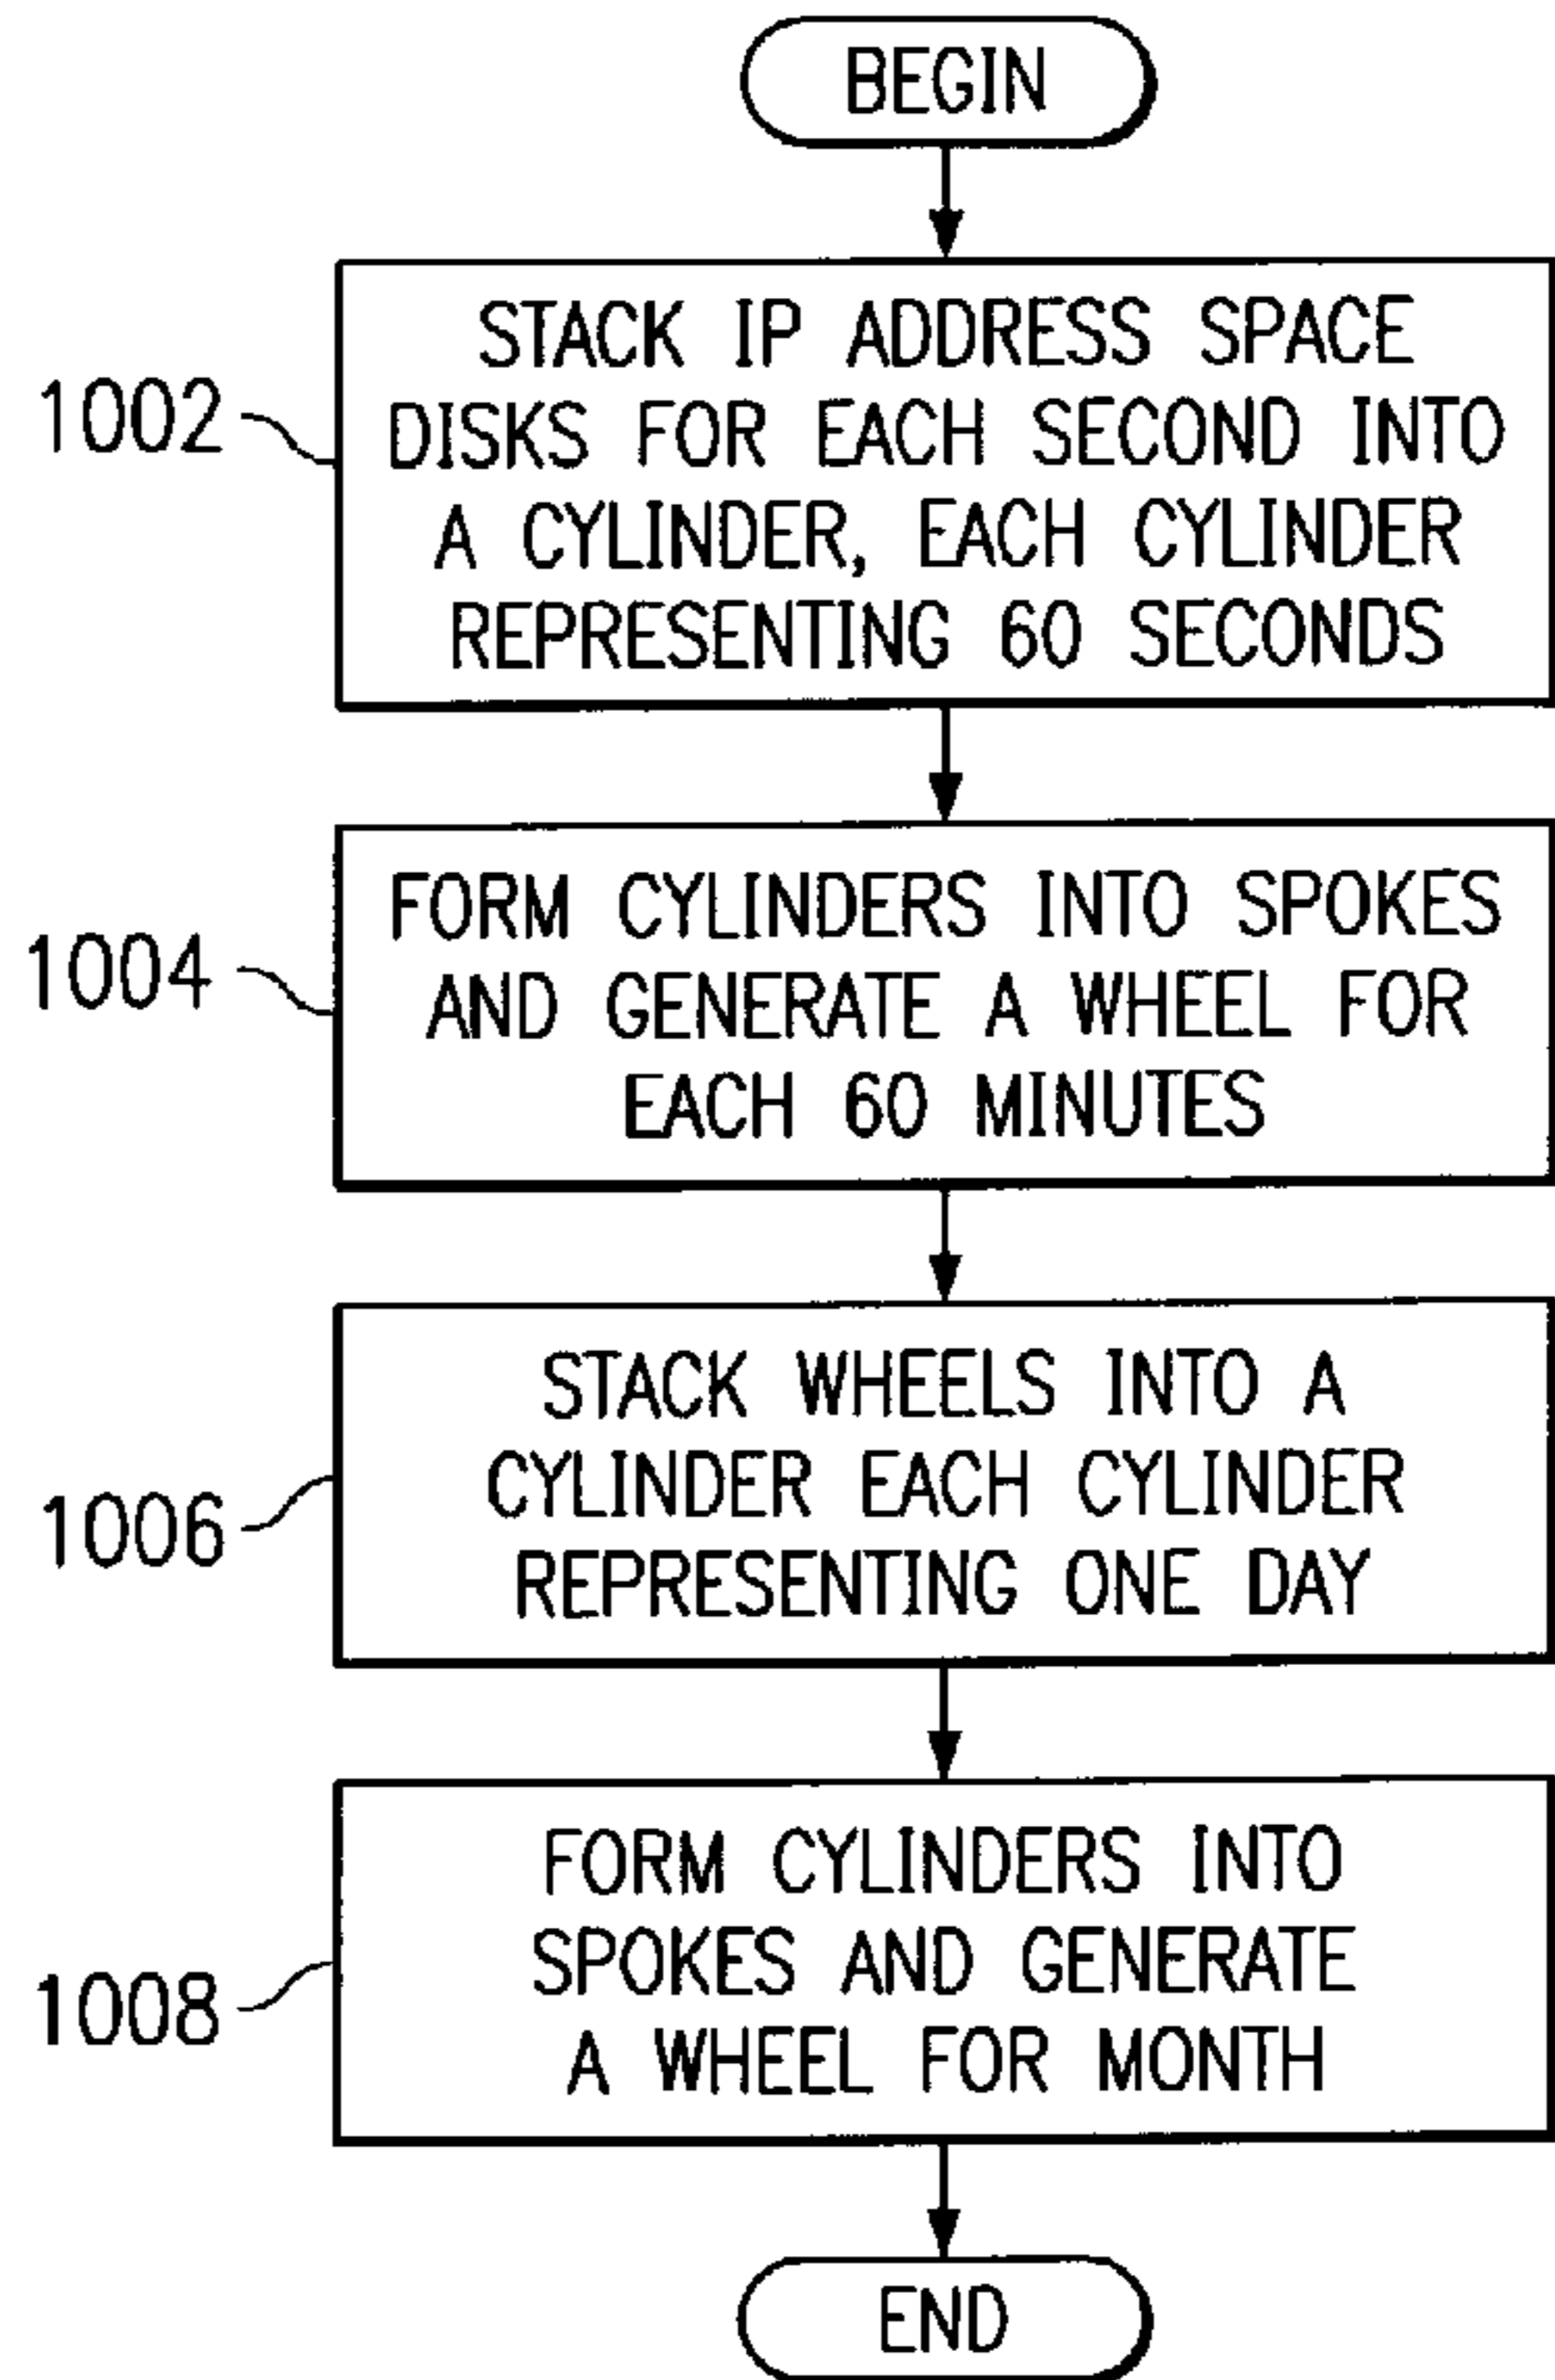 BEGIN
1002
STACK IP ADDRESS SPACE
DISKS FOR EACH SECOND INTO
A CYLINDER, EACH CYLINDER
REPRESENTING 60 SECONDS
1004
FORM CYLINDERS INTO SPOKES
AND GENERATE A WHEEL FOR
EACH 60 MINUTES
1006
STACK WHEELS INTO A
CYLINDER EACH CYLINDER
REPRESENTING ONE DAY
1008
FORM CYLINDERS INTO
SPOKES AND GENERATE
A WHEEL FOR MONTH
END